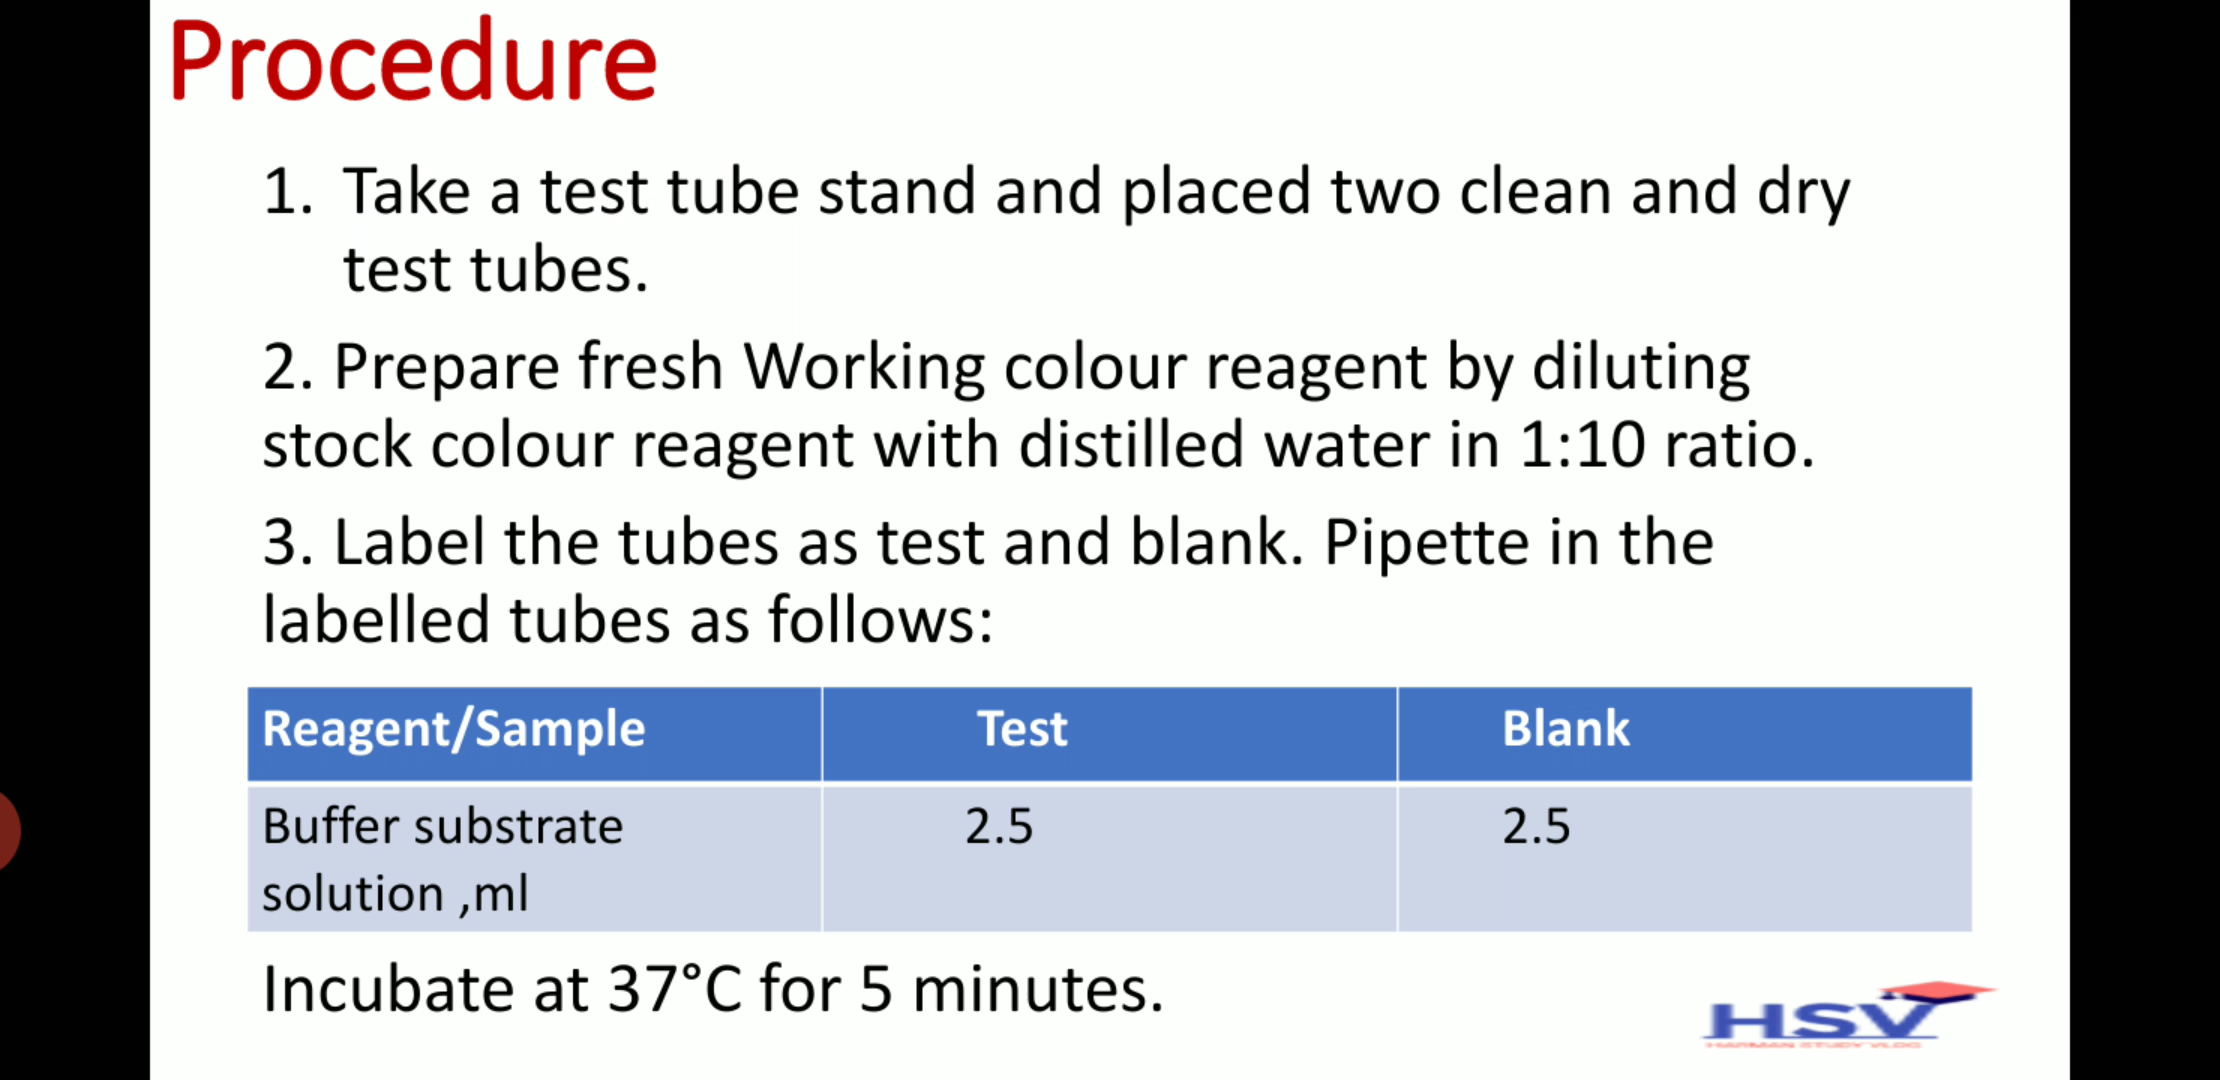 Procedure
1. Take a test tube stand and placed two clean and dry
test tubes.
2. Prepare fresh Working colour reagent by diluting
stock colour reagent with distilled water in 1:10 ratio.
3. Label the tubes as test and blank. Pipette in the
labelled tubes as follows:
Reagent/Sample Test Blank
Buffer substrate 2.5 2.5
solution ,ml
Incubate at 37°C for 5 minutes.
HSV
HARMAN STUDY VLOG